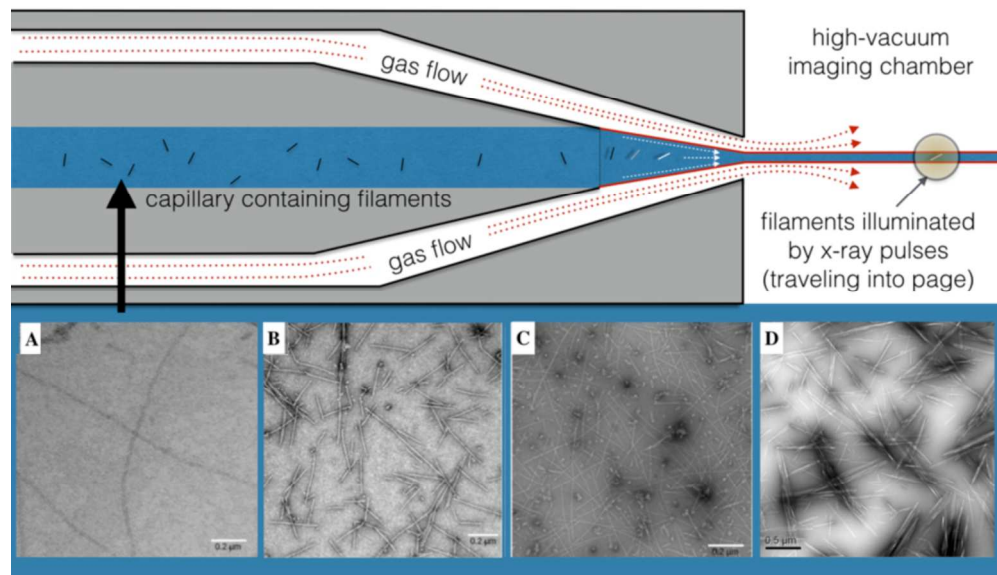 gas flow
high-vacuum
imaging chamber
capillary containing filaments
gas flow
filaments illuminated
by x-ray pulses
(traveling into page)
A
B
C
D
0.2 µm
0.2 µm
0.2 µm
0.5 µm